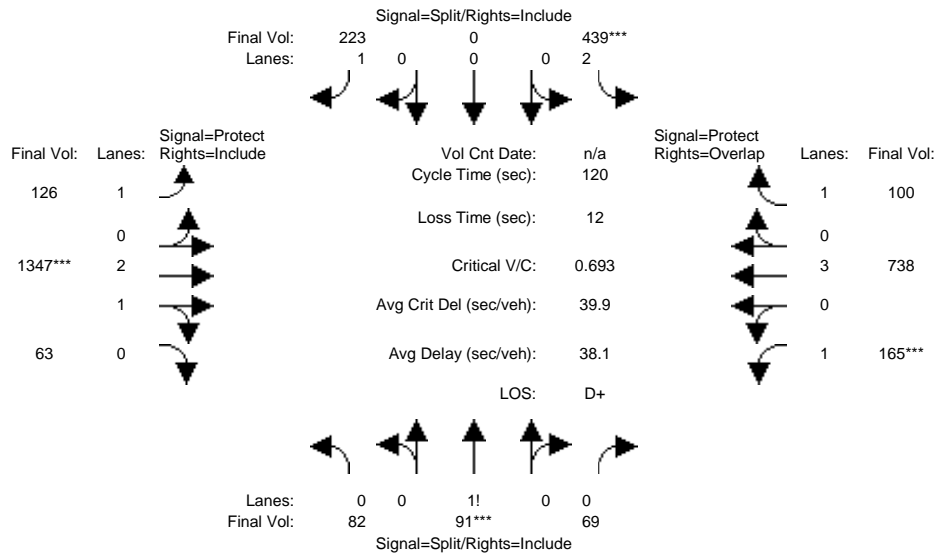 Signal=Split/Rights=Include
Final Vol: 223 0 439***
Lanes: 1 0 0 0 2
Signal=Protect
Final Vol: Lanes: Rights=Include
Vol Cnt Date: n/a
Signal=Protect
Rights=Overlap Lanes: Final Vol:
Cycle Time (sec): 120
126 1
1 100
Loss Time (sec): 12
0
0
1347*** 2
Critical V/C: 0.693
3 738
1
Avg Crit Del (sec/veh): 39.9
0
63 0
Avg Delay (sec/veh): 38.1
1 165***
LOS: D+
Lanes: 0 0 1! 0 0
Final Vol: 82 91*** 69
Signal=Split/Rights=Include